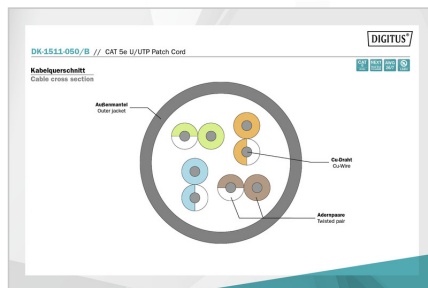 DIGITUS®
DK-1511-050/B // CAT 5e U/UTP Patch Cord
Kabelquerschnitt
Cable cross section
Außenmantel
Outer jacket
Cu-Draht
Cu-Wire
Adernpaare
Twisted pair